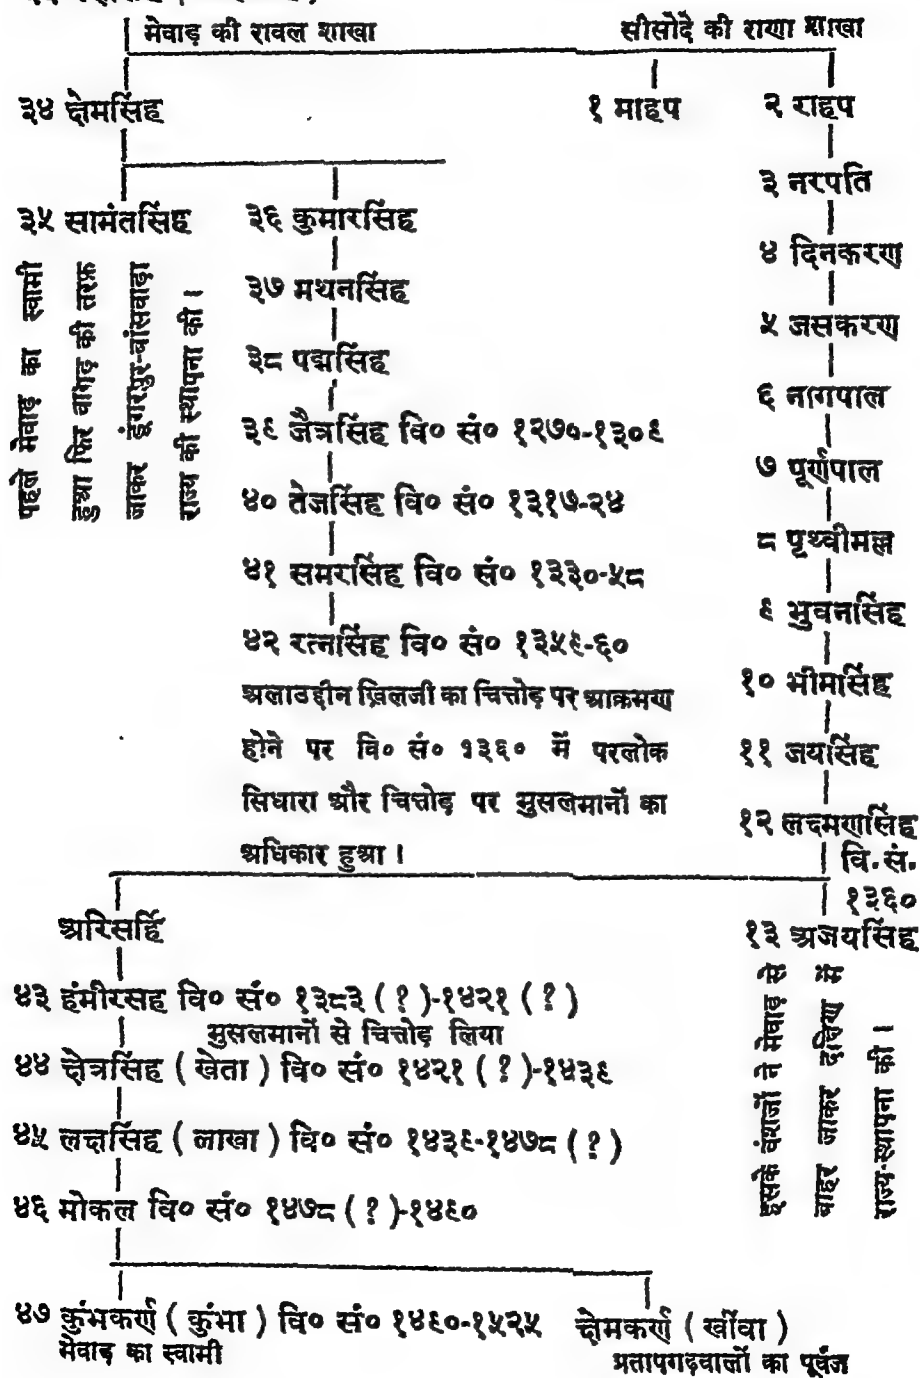 मेवाड़ की रावल शाखा
सीसोदे की राणा शाखा
३४ क्षेमसिंह
१ माहप
२ राहप
३ नरपति
३५ सामंतसिंह
३६ कुमारसिंह
४ दिनकरण
पहले मेवाड़ का स्वामी
हुआ फिर वागड़ की तरफ़
जाकर डूंगरपुर-बांसवाड़ा
राज्य की स्थापना की ।
३७ मथनसिंह
५ जसकरण
३८ पद्मसिंह
६ नागपाल
३९ जैत्रसिंह वि० सं० १२७०-१३०९
७ पूर्णपाल
४० तेजसिंह वि० सं० १३१७-२४
८ पृथ्वीमल्ल
४१ समरसिंह वि० सं० १३३०-५८
९ भुवनसिंह
४२ रत्नसिंह वि० सं० १३५९-६०
१० भीमसिंह
अलाउद्दीन ख़िलजी का चित्तोड़ पर आक्रमण
होने पर वि० सं० १३६० में परलोक
सिधारा और चित्तोड़ पर मुसलमानों का
अधिकार हुआ ।
११ जयसिंह
१२ लक्ष्मणसिंह
वि. सं.
१३६०
अरिसर्हि
१३ अजयसिंह
४३ हंमीरसह वि० सं० १३८३ ( ? )-१४२१ ( ? )
मुसलमानों से चित्तोड़ लिया
४४ क्षेत्रसिंह ( खेता ) वि० सं० १४२१ ( ? )-१४३९
इसके वंशजों ने मेवाड़ से
बाहर जाकर दक्षिण में
राज्य-स्थापना की ।
४५ लक्षसिंह ( लाखा ) वि० सं० १४३९-१४७८ ( ? )
४६ मोकल वि० सं० १४७८ ( ? )-१४९०
४७ कुंभकर्ण ( कुंभा ) वि० सं० १४९०-१५२५
क्षेमकर्ण ( खींवा )
मेवाड़ का स्वामी
प्रतापगढ़वालों का पूर्वज